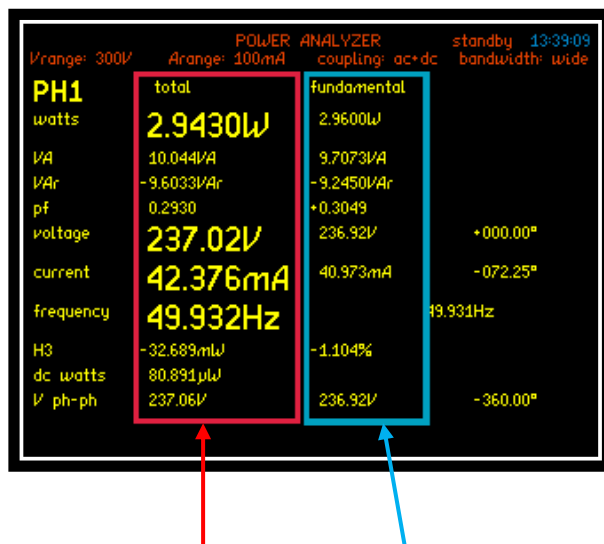 POWER ANALYZER standby 13:39:09
Vrange: 300V Arange: 100mA coupling: ac+dc bandwidth: wide
PH1 total fundamental
watts 2.9430W 2.9600W
VA 10.044VA 9.7073VA
VAr -9.6033VAr -9.2450VAr
pf 0.2930 +0.3049
voltage 237.02V 236.92V +000.00°
current 42.376mA 40.973mA -072.25°
frequency 49.932Hz 49.931Hz
H3 -32.689mW -1.104%
dc watts 80.891µW
V ph-ph 237.06V 236.92V -360.00°